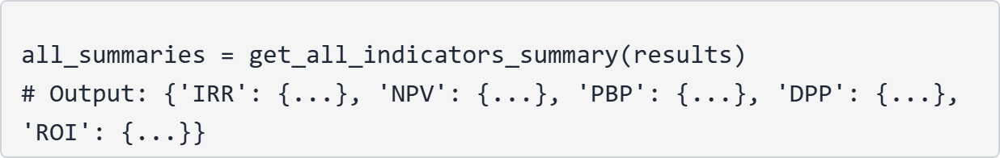 all_summaries = get_all_indicators_summary(results)
# Output: {'IRR': {...}, 'NPV': {...}, 'PBP': {...}, 'DPP': {...},
'ROI': {...}}